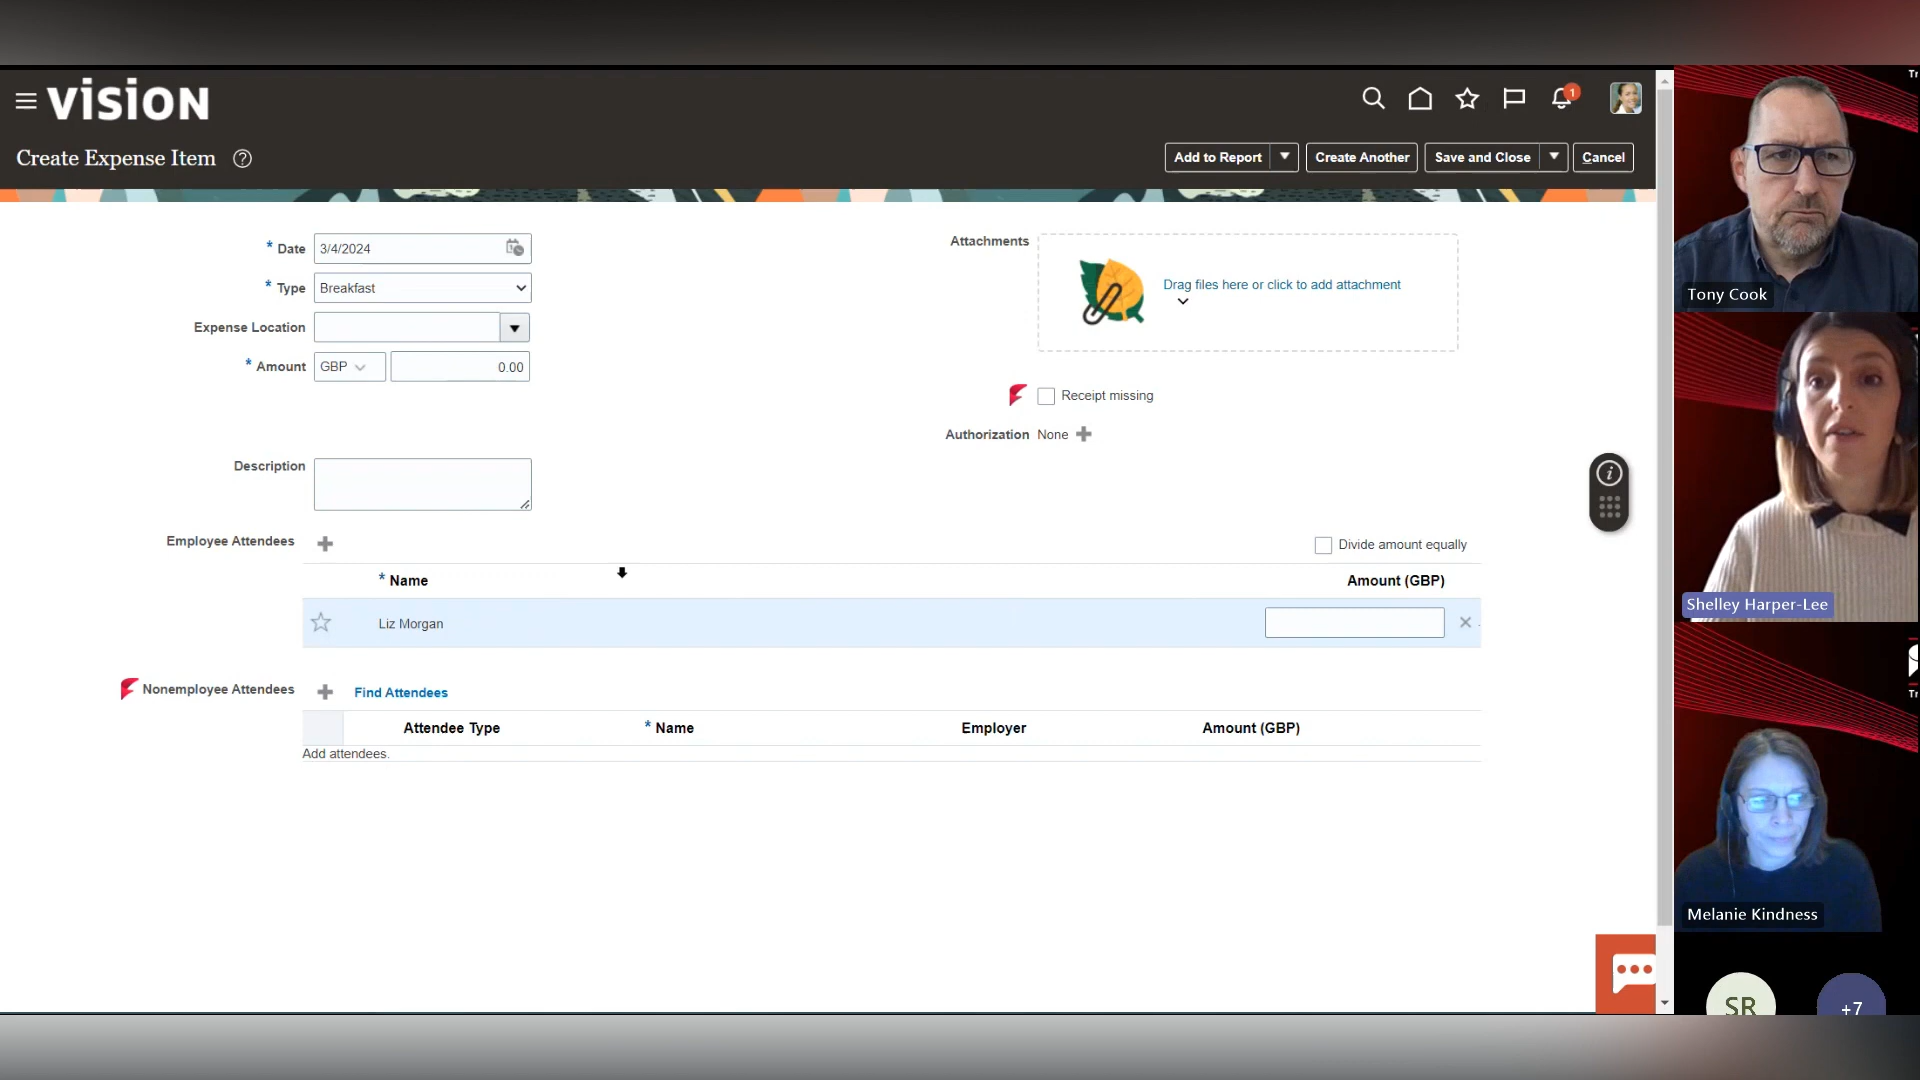 vision
1
Create Expense Item ?
Add to Report
Create Another
Save and Close
Cancel
* Date 3/4/2024
* Type Breakfast
Expense Location
* Amount GBP 0.00
Description
Attachments
Drag files here or click to add attachment
Receipt missing
Authorization None
Employee Attendees
Divide amount equally
* Name Amount (GBP)
Liz Morgan
Nonemployee Attendees Find Attendees
Attendee Type * Name Employer Amount (GBP)
Add attendees.
Tr
Tony Cook
Shelley Harper-Lee
Tr
Melanie Kindness
SR
+7